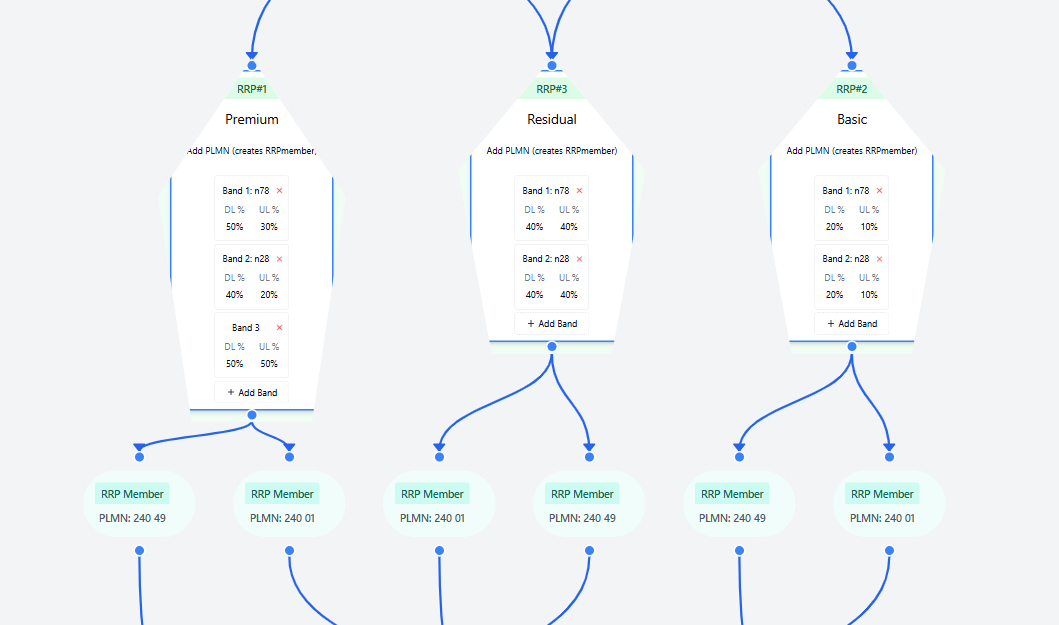 RRP#1
Premium
Add PLMN (creates RRPmember)
Band 1: n78 ×
DL % UL %
50% 30%
Band 2: n28 ×
DL % UL %
40% 20%
Band 3 ×
DL % UL %
50% 50%
+ Add Band
RRP#3
Residual
Add PLMN (creates RRPmember)
Band 1: n78 ×
DL % UL %
40% 40%
Band 2: n28 ×
DL % UL %
40% 40%
+ Add Band
RRP#2
Basic
Add PLMN (creates RRPmember)
Band 1: n78 ×
DL % UL %
20% 10%
Band 2: n28 ×
DL % UL %
20% 10%
+ Add Band
RRP Member
PLMN: 240 49
RRP Member
PLMN: 240 01
RRP Member
PLMN: 240 01
RRP Member
PLMN: 240 49
RRP Member
PLMN: 240 49
RRP Member
PLMN: 240 01